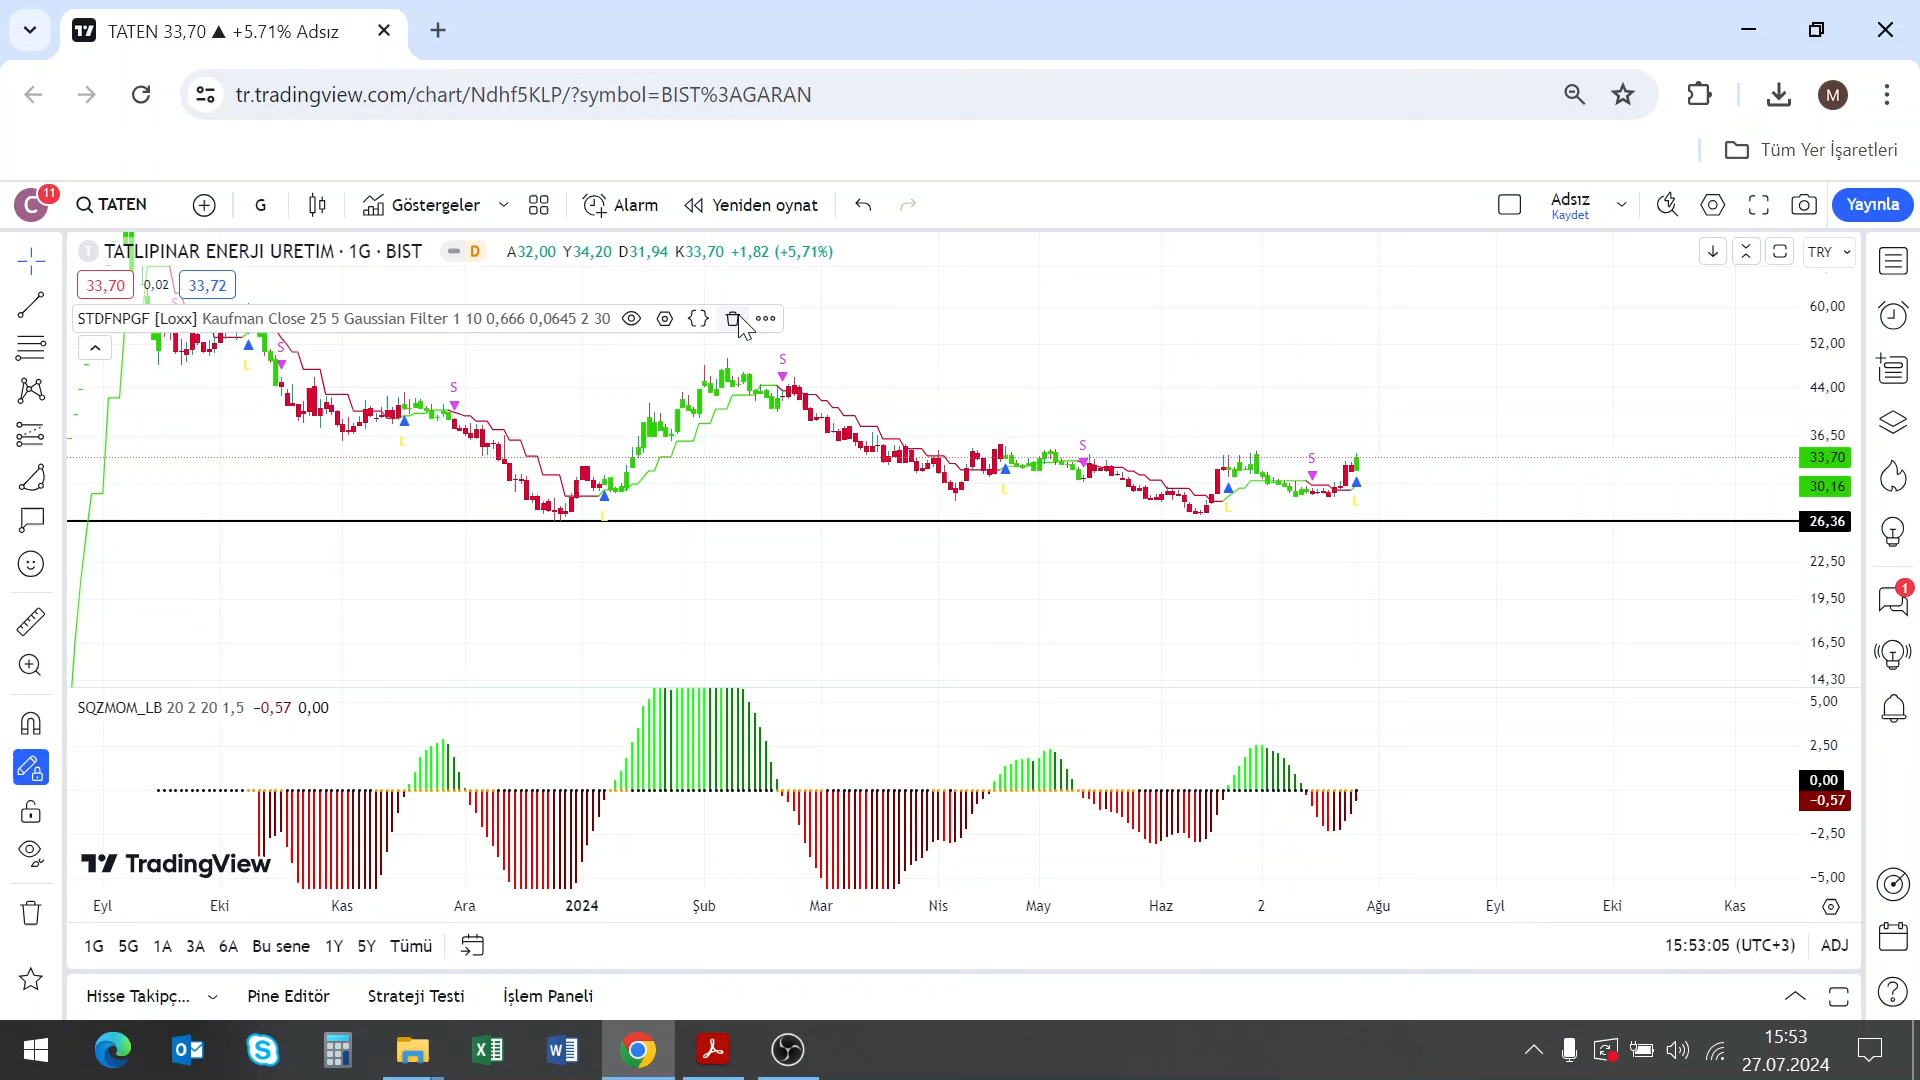 TATEN 33,70 ▲ +5.71% Adsız
tr.tradingview.com/chart/Ndhf5KLP/?symbol=BIST%3AGARAN
M
Tüm Yer İşaretleri
C
11
TATEN
G
Göstergeler
Alarm
Yeniden oynat
Adsız
Kaydet
Yayınla
T
TATLIPINAR ENERJI URETIM · 1G · BIST
D
A32,00 Y34,20 D31,94 K33,70 +1,82 (+5,71%)
TRY
33,70
0,02
33,72
STDFNPGF [Loxx] Kaufman Close 25 5 Gaussian Filter 1 10 0,666 0,0645 2 30
60,00
52,00
44,00
36,50
33,70
30,16
26,36
22,50
19,50
16,50
14,30
S
L
S
S
L
L
S
S
L
L
S
L
SQZMOM_LB 20 2 20 1,5 −0,57 0,00
5,00
2,50
0,00
−0,57
−2,50
−5,00
TradingView
Eyl Eki Kas Ara 2024 Şub Mar Nis May Haz 2 Ağu Eyl Eki Kas
1G 5G 1A 3A 6A Bu sene 1Y 5Y Tümü
15:53:05 (UTC+3) ADJ
Hisse Takipç... Pine Editör Strateji Testi İşlem Paneli
1
15:53
27.07.2024